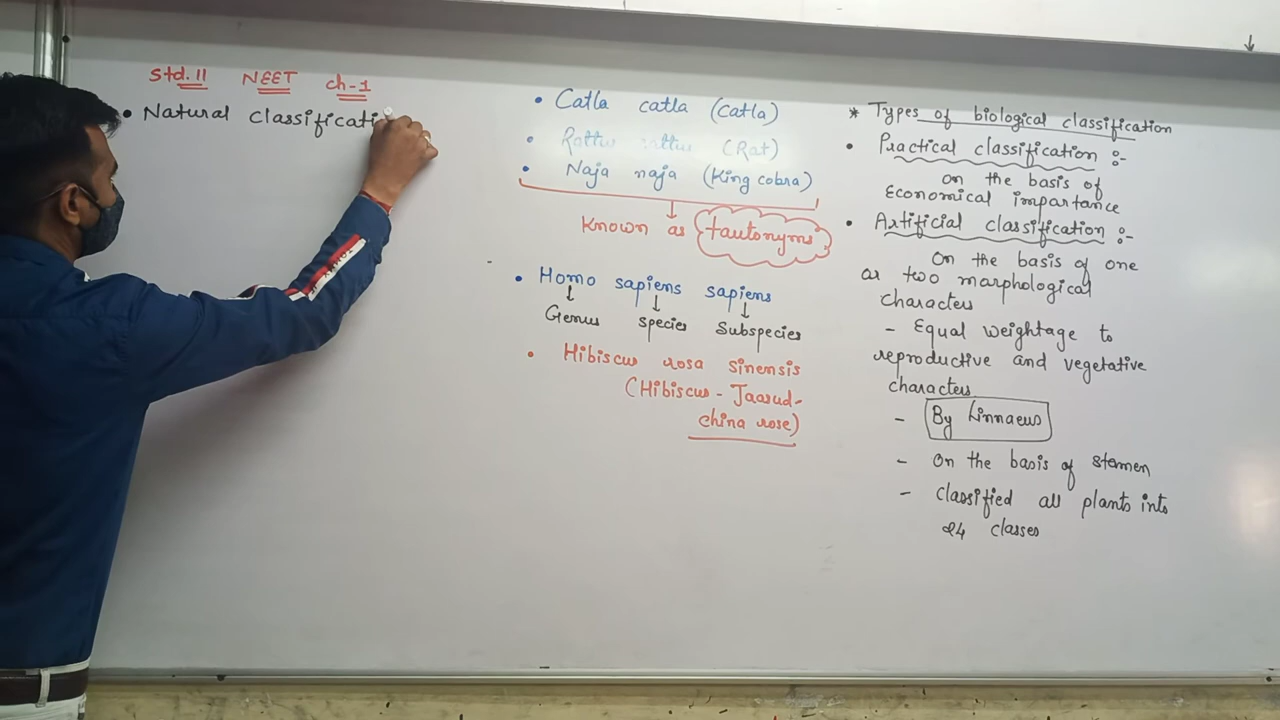 Std. 11 NEET ch-1
• Natural classificati
• Catla catla (Catla)
• Rattus rattus (Rat)
• Naja naja (King cobra)
Known as tautonyms
• Homo sapiens sapiens
Genus species Subspecies
• Hibiscus rosa sinensis
(Hibiscus - Jaasud-
china rose)
* Types of biological classification
• Practical classification :-
on the basis of
Economical importance
• Artificial classification :-
On the basis of one
or two morphological
characters
- Equal weightage to
reproductive and vegetative
characters
- By Linnaeus
- On the basis of stamen
- classified all plants into
24 classes